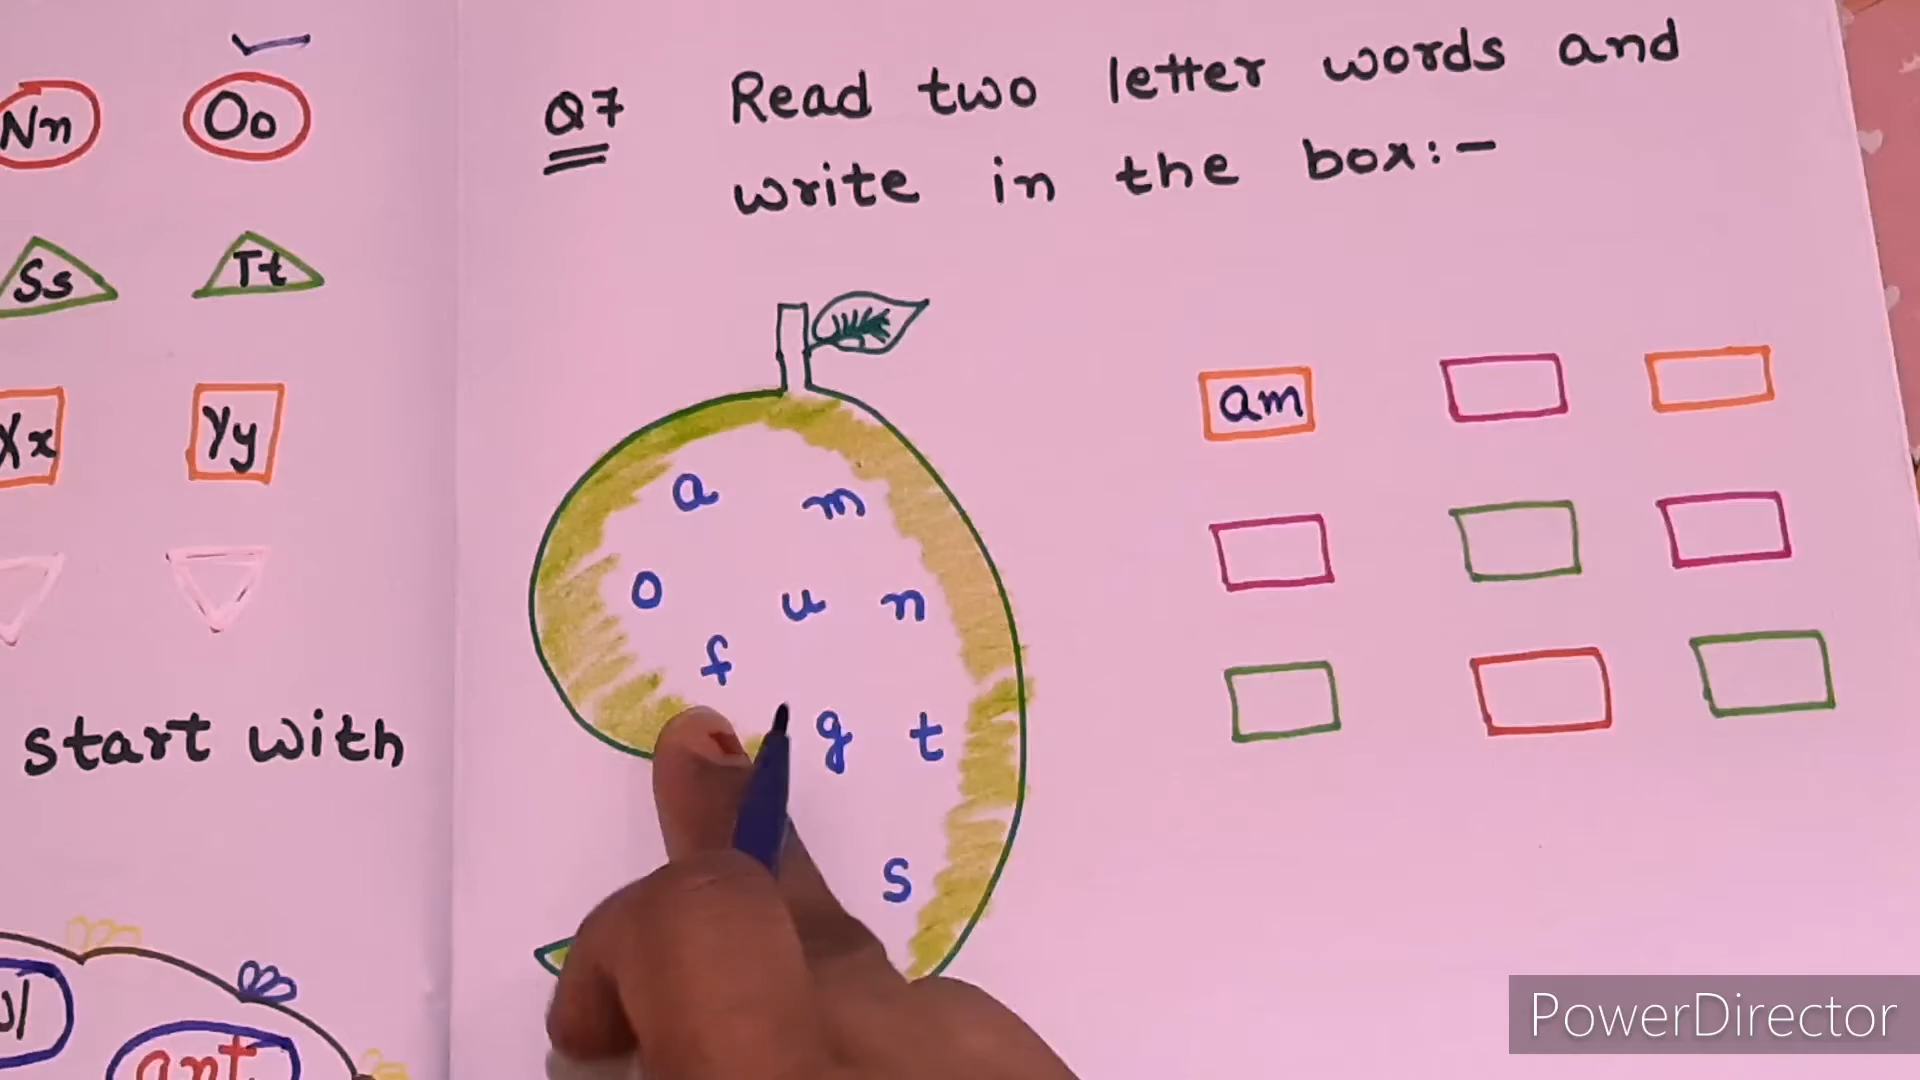 Nn Oo
Ss Tt
Xx Yy
start with
ant
Q7 Read two letter words and
write in the box:-
am
a m
o u n
f
g t
s
PowerDirector